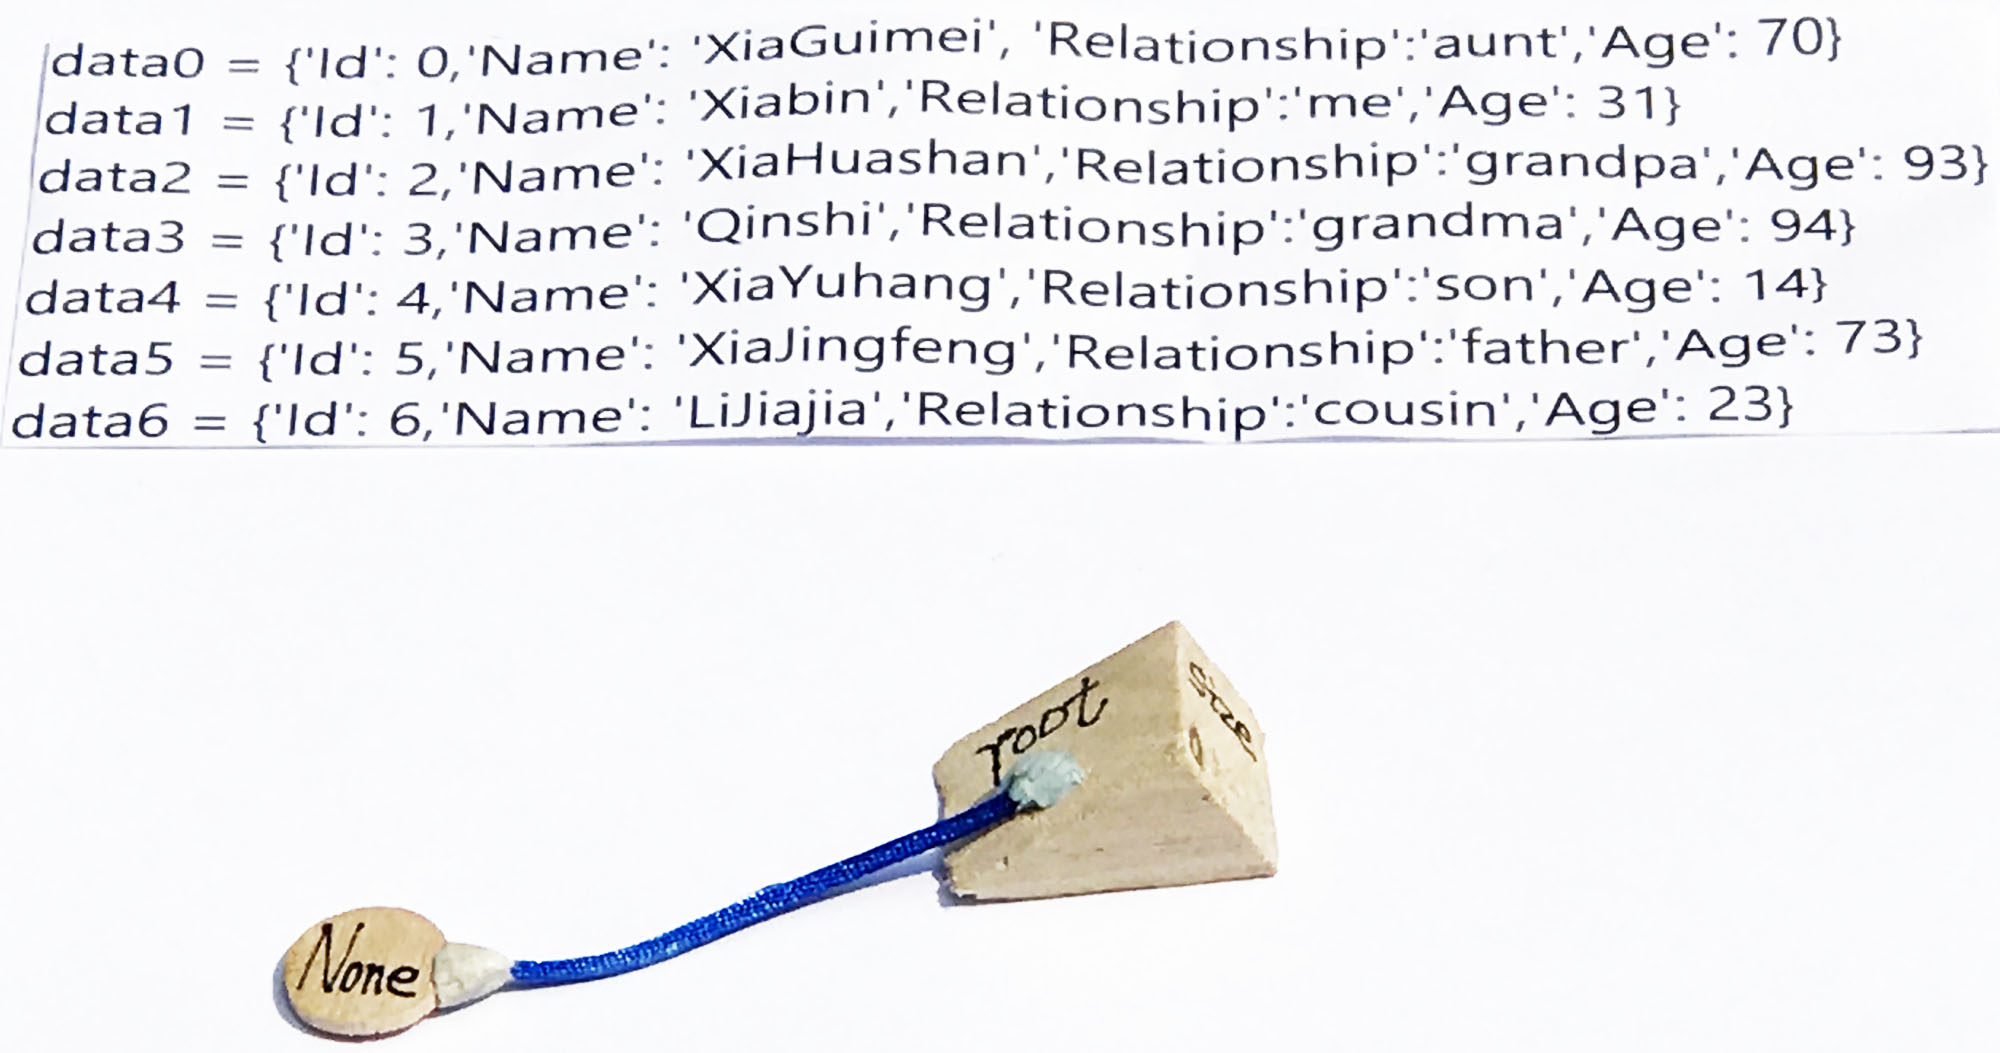 data0 = {'Id': 0,'Name': 'XiaGuimei', 'Relationship':'aunt','Age': 70}
data1 = {'Id': 1,'Name': 'Xiabin','Relationship':'me','Age': 31}
data2 = {'Id': 2,'Name': 'XiaHuashan','Relationship':'grandpa','Age': 93}
data3 = {'Id': 3,'Name': 'Qinshi','Relationship':'grandma','Age': 94}
data4 = {'Id': 4,'Name': 'XiaYuhang','Relationship':'son','Age': 14}
data5 = {'Id': 5,'Name': 'XiaJingfeng','Relationship':'father','Age': 73}
data6 = {'Id': 6,'Name': 'LiJiajia','Relationship':'cousin','Age': 23}
root
size
0
None